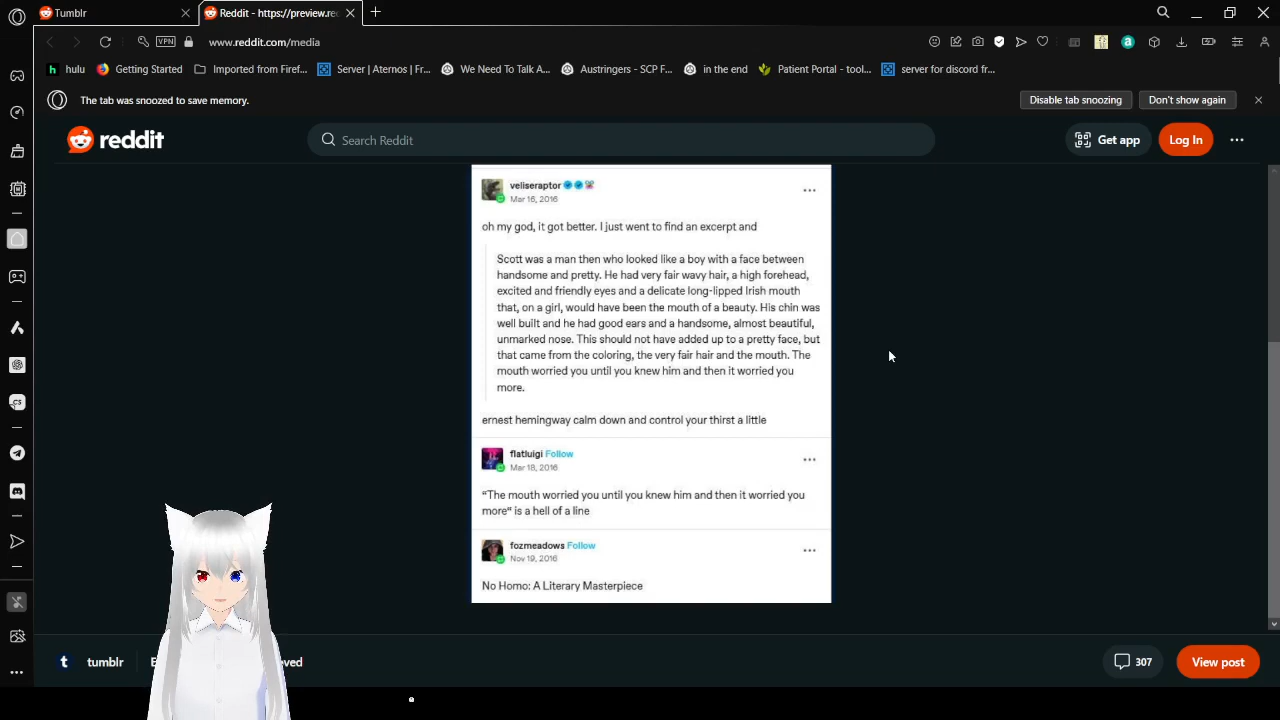 Tumblr
Reddit - https://preview.rec
VPN
www.reddit.com/media
hulu
Getting Started
Imported from Firef...
Server | Aternos | Fr...
We Need To Talk A...
Austringers - SCP F...
in the end
Patient Portal - tool...
server for discord fr...
The tab was snoozed to save memory.
Disable tab snoozing
Don't show again
reddit
Search Reddit
Get app
Log In
veliseraptor
Mar 16, 2016
oh my god, it got better. I just went to find an excerpt and
Scott was a man then who looked like a boy with a face between
handsome and pretty. He had very fair wavy hair, a high forehead,
excited and friendly eyes and a delicate long-lipped Irish mouth
that, on a girl, would have been the mouth of a beauty. His chin was
well built and he had good ears and a handsome, almost beautiful,
unmarked nose. This should not have added up to a pretty face, but
that came from the coloring, the very fair hair and the mouth. The
mouth worried you until you knew him and then it worried you
more.
ernest hemingway calm down and control your thirst a little
flatluigi Follow
Mar 18, 2016
“The mouth worried you until you knew him and then it worried you
more“ is a hell of a line
fozmeadows Follow
Nov 19, 2016
No Homo: A Literary Masterpiece
tumblr
307
View post